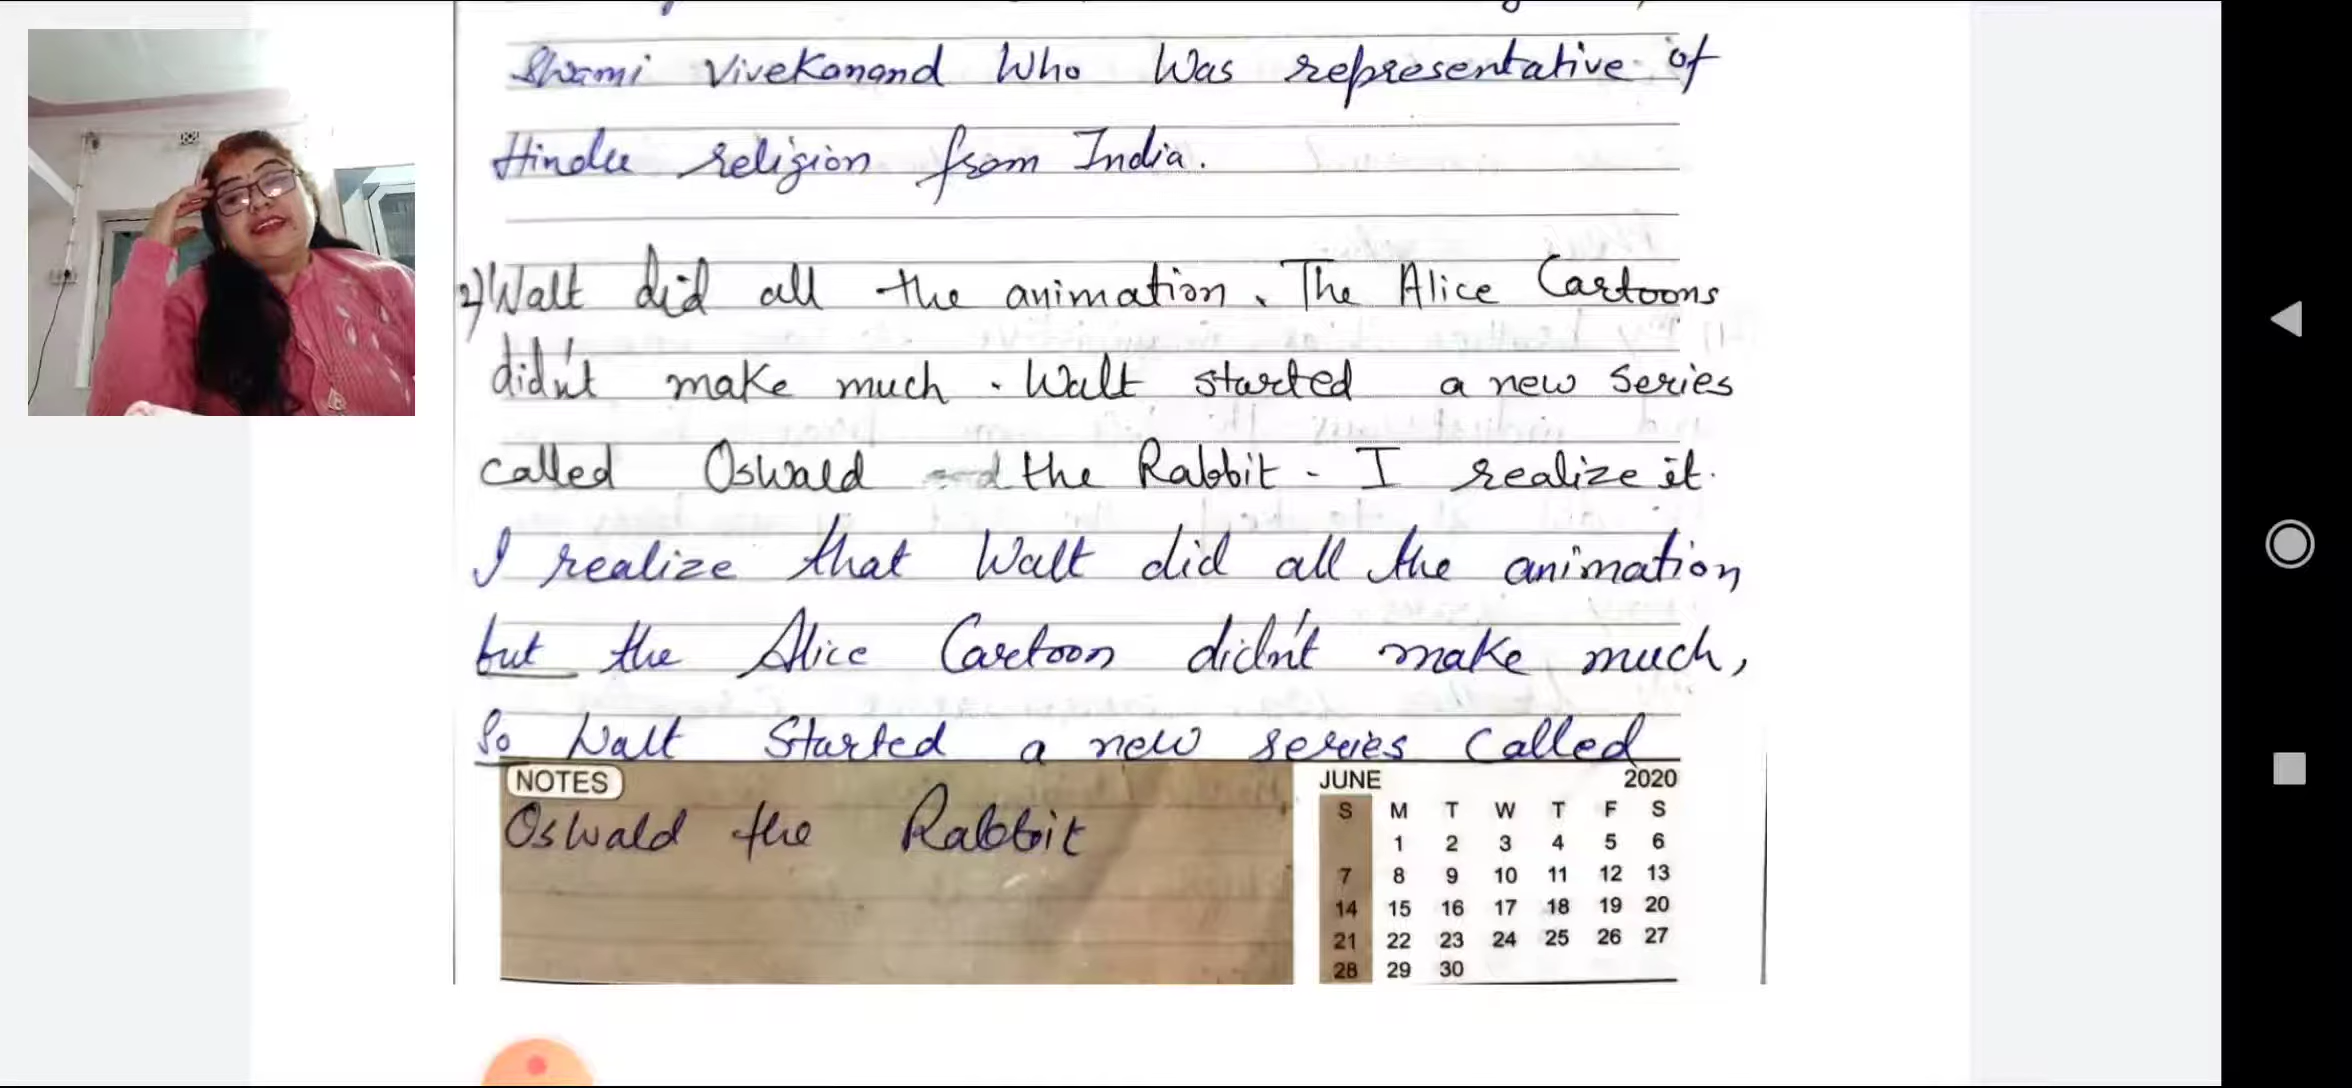 Swami Vivekanand Who Was representative of
Hindu religion from India.
2) Walt did all the animation. The Alice Cartoons
didn't make much. Walt started a new series
called Oswald the Rabbit. I realize it.
I realize that Walt did all the animation
but the Alice Cartoon didn't make much,
So Walt Started a new series called
NOTES
Oswald the Rabbit
JUNE 2020
S M T W T F S
1 2 3 4 5 6
7 8 9 10 11 12 13
14 15 16 17 18 19 20
21 22 23 24 25 26 27
28 29 30